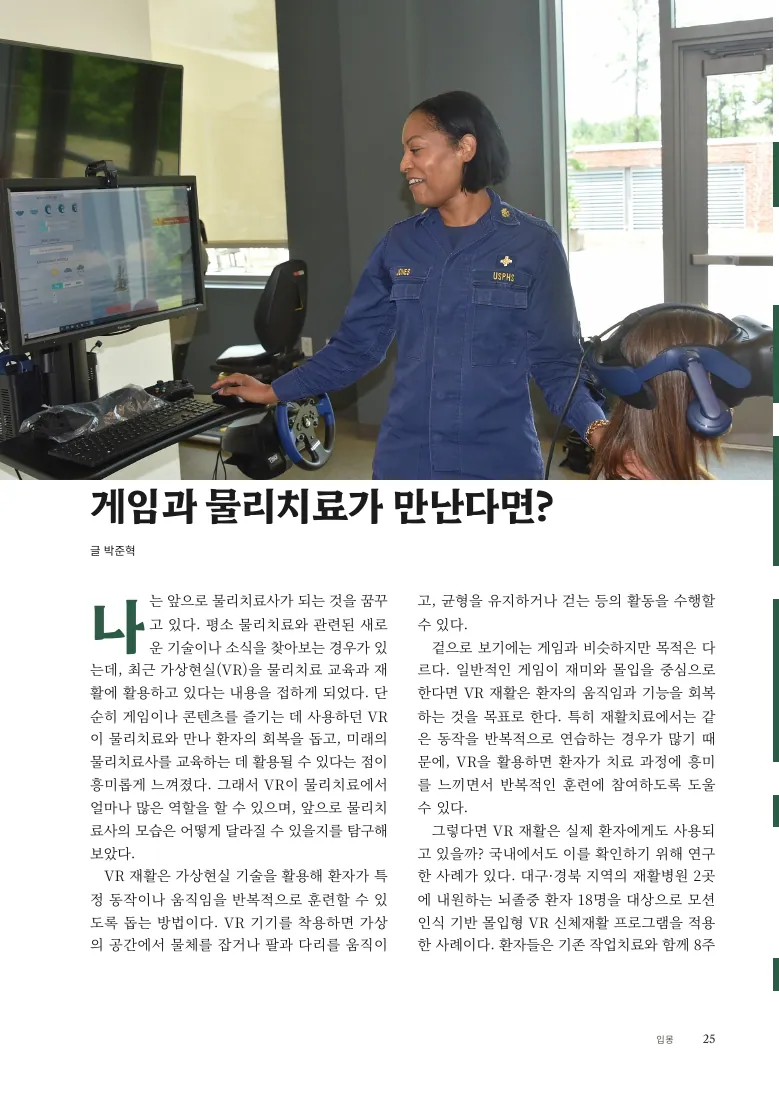 JONES
USPHS
게임과 물리치료가 만난다면?
글 박준혁
나는 앞으로 물리치료사가 되는 것을 꿈꾸
고 있다. 평소 물리치료와 관련된 새로
운 기술이나 소식을 찾아보는 경우가 있
는데, 최근 가상현실(VR)을 물리치료 교육과 재
활에 활용하고 있다는 내용을 접하게 되었다. 단
순히 게임이나 콘텐츠를 즐기는 데 사용하던 VR
이 물리치료와 만나 환자의 회복을 돕고, 미래의
물리치료사를 교육하는 데 활용될 수 있다는 점이
흥미롭게 느껴졌다. 그래서 VR이 물리치료에서
얼마나 많은 역할을 할 수 있으며, 앞으로 물리치
료사의 모습은 어떻게 달라질 수 있을지를 탐구해
보았다.
VR 재활은 가상현실 기술을 활용해 환자가 특
정 동작이나 움직임을 반복적으로 훈련할 수 있
도록 돕는 방법이다. VR 기기를 착용하면 가상
의 공간에서 물체를 잡거나 팔과 다리를 움직이
고, 균형을 유지하거나 걷는 등의 활동을 수행할
수 있다.
겉으로 보기에는 게임과 비슷하지만 목적은 다
르다. 일반적인 게임이 재미와 몰입을 중심으로
한다면 VR 재활은 환자의 움직임과 기능을 회복
하는 것을 목표로 한다. 특히 재활치료에서는 같
은 동작을 반복적으로 연습하는 경우가 많기 때
문에, VR을 활용하면 환자가 치료 과정에 흥미
를 느끼면서 반복적인 훈련에 참여하도록 도울
수 있다.
그렇다면 VR 재활은 실제 환자에게도 사용되
고 있을까? 국내에서도 이를 확인하기 위해 연구
한 사례가 있다. 대구·경북 지역의 재활병원 2곳
에 내원하는 뇌졸중 환자 18명을 대상으로 모션
인식 기반 몰입형 VR 신체재활 프로그램을 적용
한 사례이다. 환자들은 기존 작업치료와 함께 8주
입몽 25